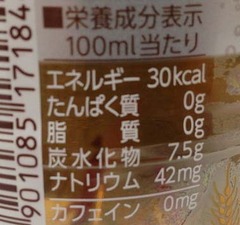 ■栄養成分表示
100ml当たり
エネルギー 30kcal
たんぱく質 0g
脂質 0g
炭水化物 7.5g
ナトリウム 42mg
カフェイン 0mg
901085 17184